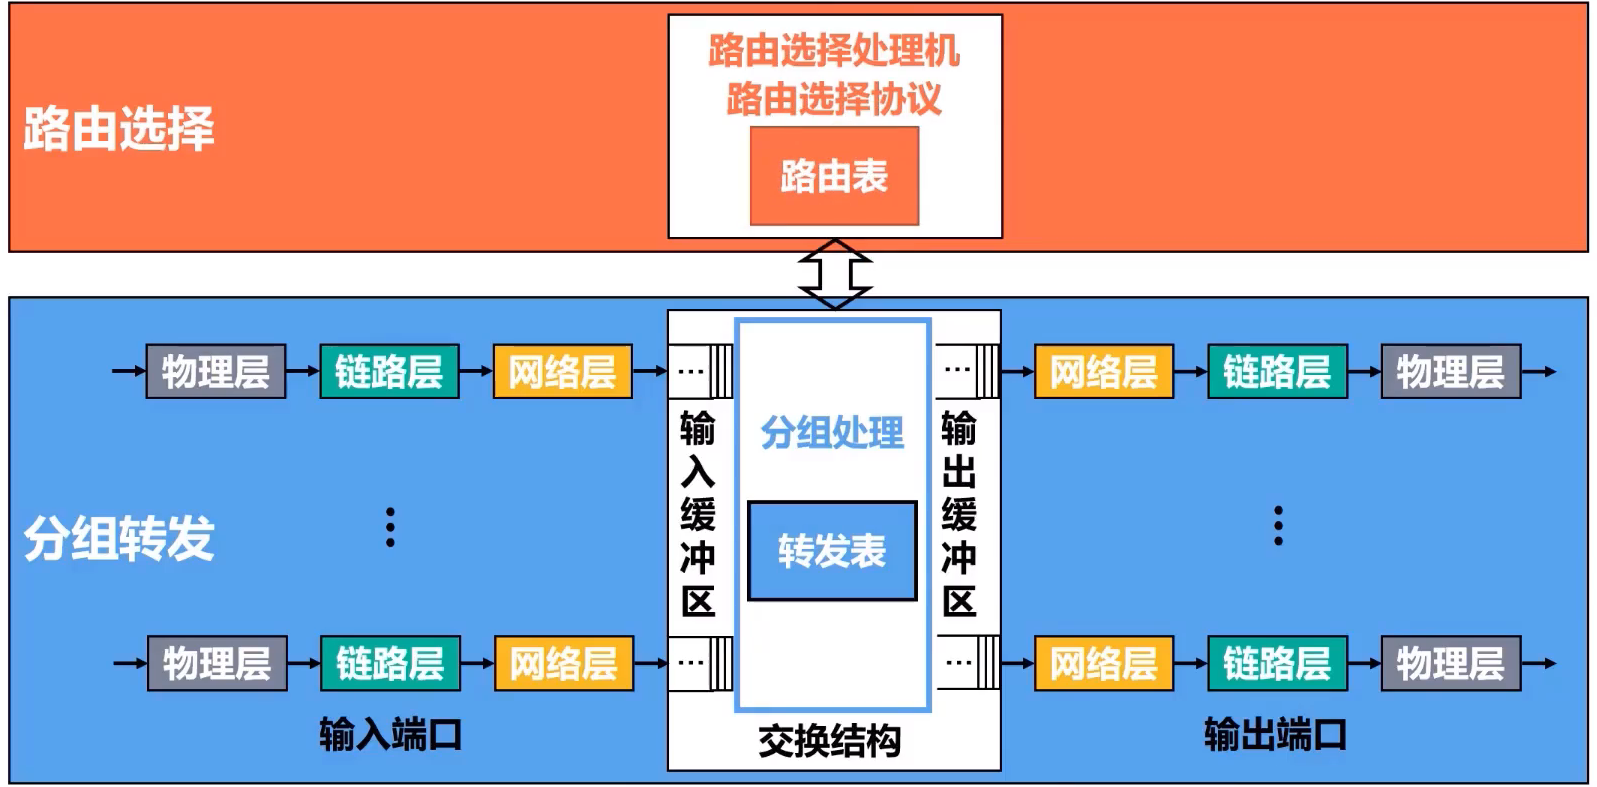 路由选择处理机
路由选择协议
路由选择
路由表
物理层
链路层
网络层
...
...
网络层
链路层
物理层
输入缓冲区
分组处理
输出缓冲区
分组转发
转发表
物理层
链路层
网络层
...
...
网络层
链路层
物理层
输入端口
交换结构
输出端口